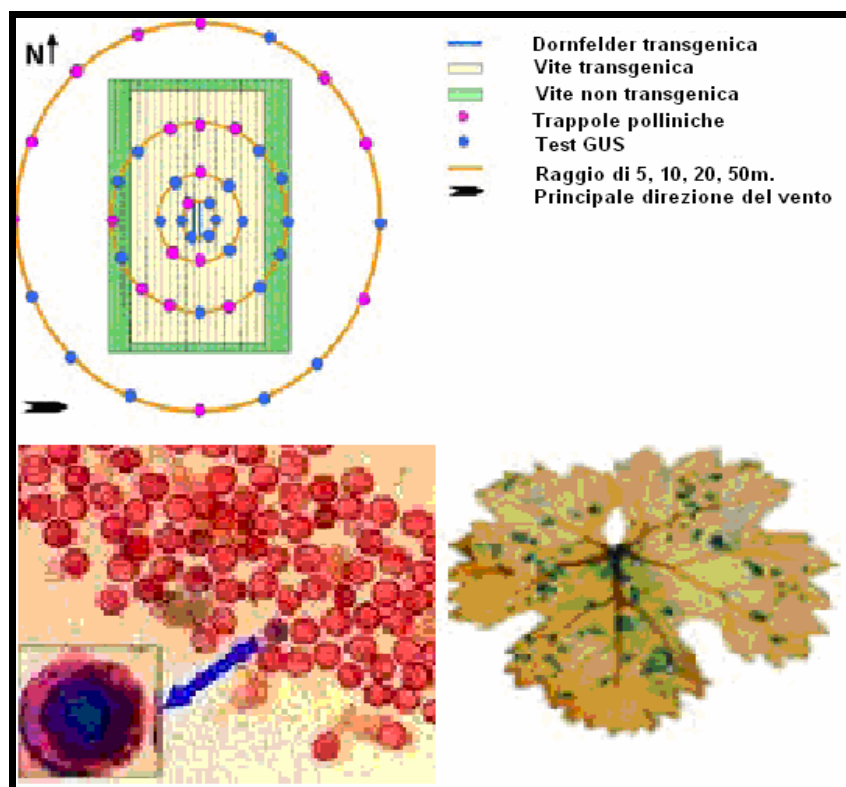 N
Dornfelder transgenica
Vite transgenica
Vite non transgenica
Trappole polliniche
Test GUS
Raggio di 5, 10, 20, 50m.
Principale direzione del vento